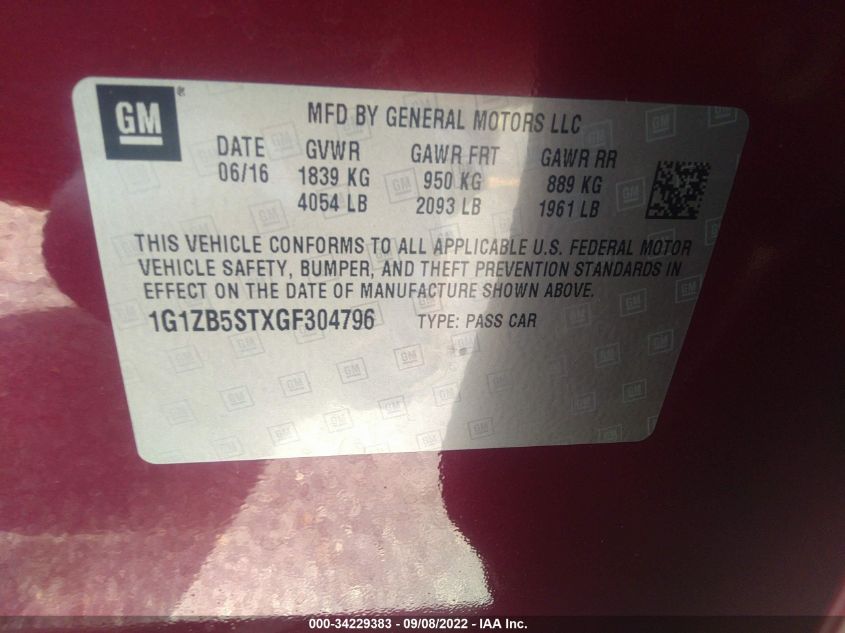 GM®
MFD BY GENERAL MOTORS LLC
DATE GVWR GAWR FRT GAWR RR
06/16 1839 KG 950 KG 889 KG
4054 LB 2093 LB 1961 LB
THIS VEHICLE CONFORMS TO ALL APPLICABLE U.S. FEDERAL MOTOR
VEHICLE SAFETY, BUMPER, AND THEFT PREVENTION STANDARDS IN
EFFECT ON THE DATE OF MANUFACTURE SHOWN ABOVE.
1G1ZB5STXGF304796 TYPE: PASS CAR
000-34229383 - 09/08/2022 - IAA Inc.